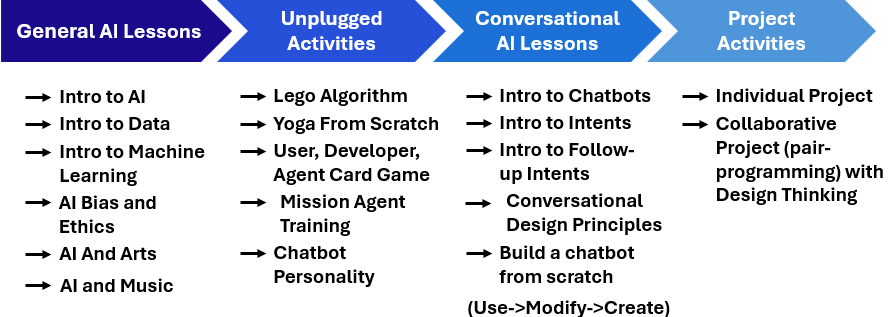 General AI Lessons
Unplugged
Activities
Conversational
AI Lessons
Project
Activities
Intro to AI
Intro to Data
Intro to Machine
Learning
AI Bias and
Ethics
AI And Arts
AI and Music
Lego Algorithm
Yoga From Scratch
User, Developer,
Agent Card Game
Mission Agent
Training
Chatbot
Personality
Intro to Chatbots
Intro to Intents
Intro to Follow-
up Intents
Conversational
Design Principles
Build a chatbot
from scratch
(Use->Modify->Create)
Individual Project
Collaborative
Project (pair-
programming) with
Design Thinking